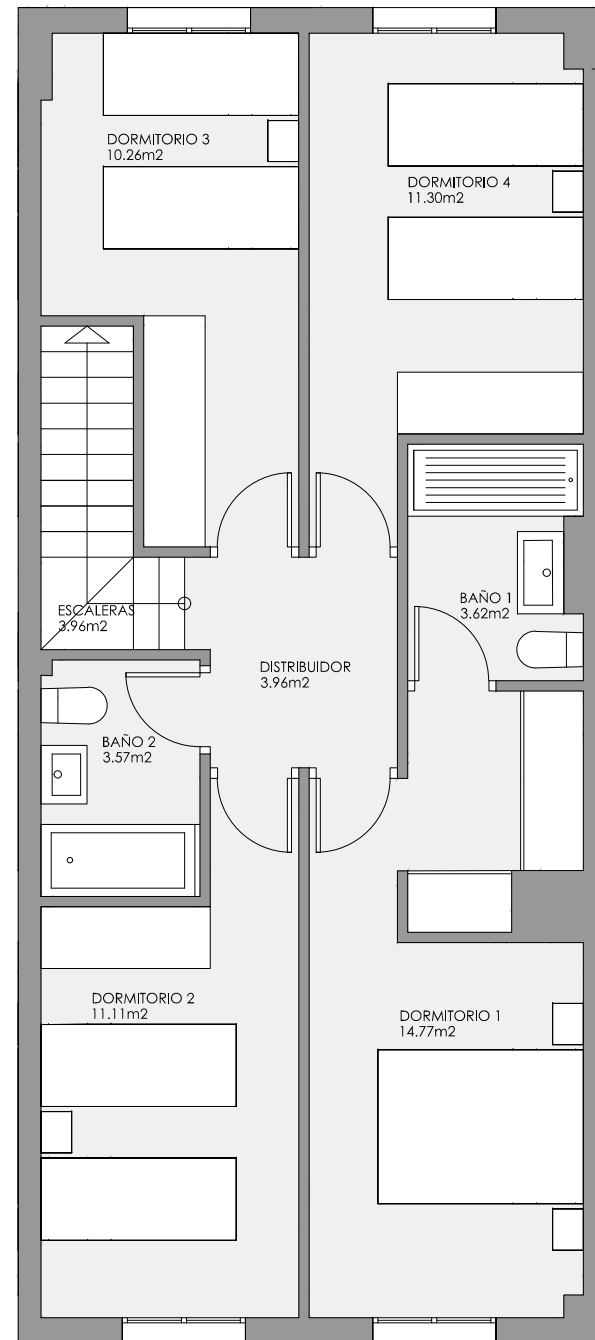 DORMITORIO 3
10.26m2
DORMITORIO 4
11.30m2
ESCALERAS
3.96m2
BAÑO 1
3.62m2
DISTRIBUIDOR
3.96m2
BAÑO 2
3.57m2
DORMITORIO 2
11.11m2
DORMITORIO 1
14.77m2